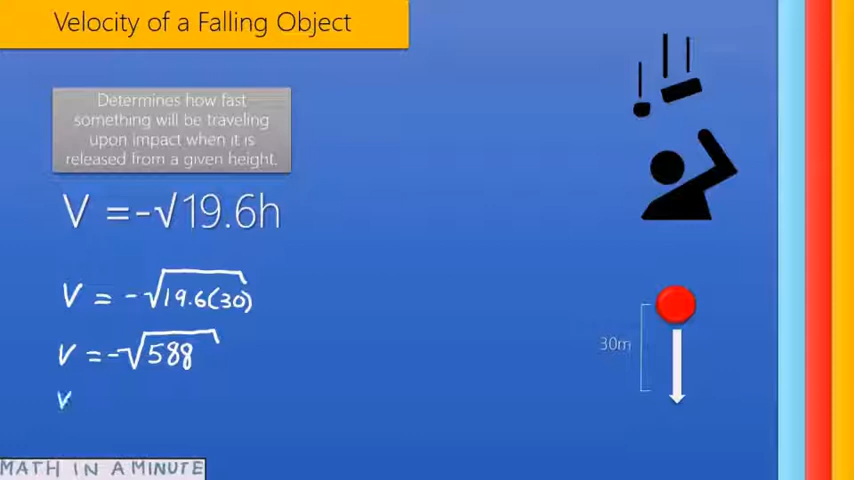 Velocity of a Falling Object
Determines how fast
something will be traveling
upon impact when it is
released from a given height.
V =-√19.6h
V = -√19.6(30)
30m
V = -√588
V
MATH IN A MINUTE